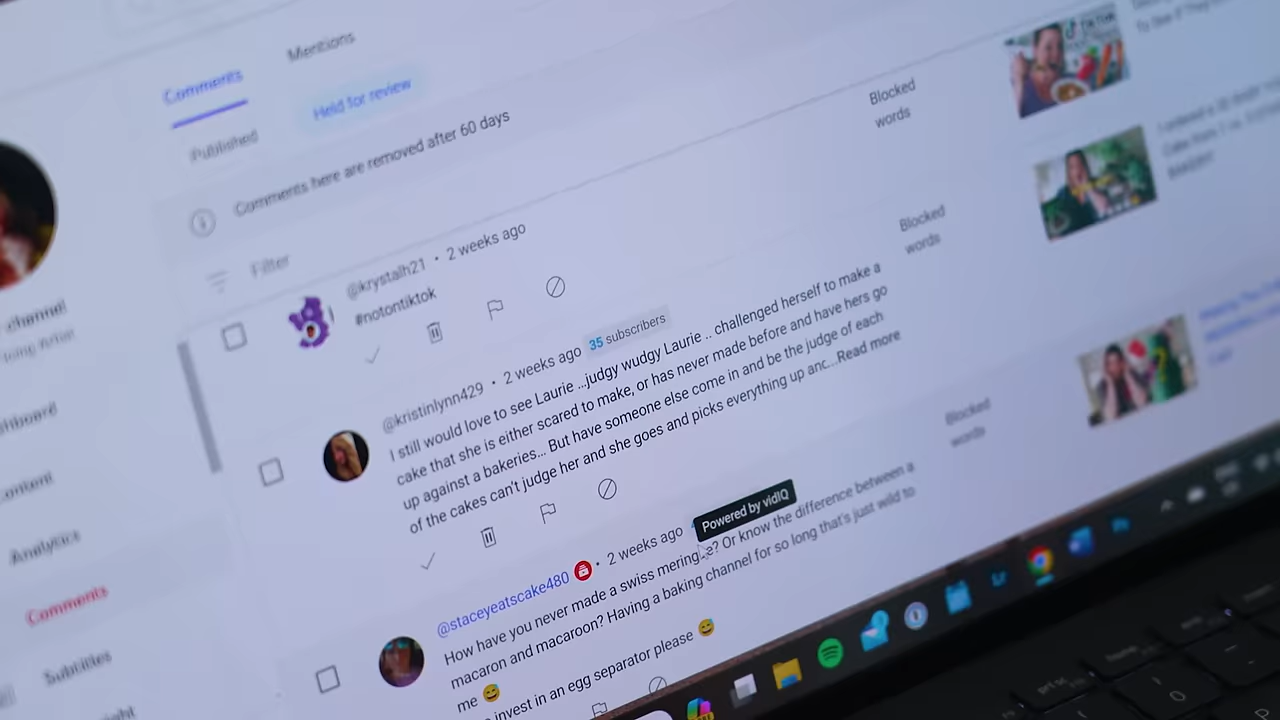 Comments
Mentions
Published
Held for review
Comments here are removed after 60 days
Filter
@krystalh21 • 2 weeks ago
#notontiktok
Blocked
words
@kristinlynn429 • 2 weeks ago 35 subscribers
I still would love to see Laurie ...judgy wudgy Laurie .. challenged herself to make a
cake that she is either scared to make, or has never made before and have hers go
up against a bakeries... But have someone else come in and be the judge of each
of the cakes can't judge her and she goes and picks everything up anc...Read more
Blocked
words
@staceyeatscake480 • 2 weeks ago
Powered by vidIQ
How have you never made a swiss meringue? Or know the difference between a
macaron and macaroon? Having a baking channel for so long that's just wild to
me 😅
invest in an egg separator please 😅
Blocked
words
channel
Analytics
Comments
Subtitles